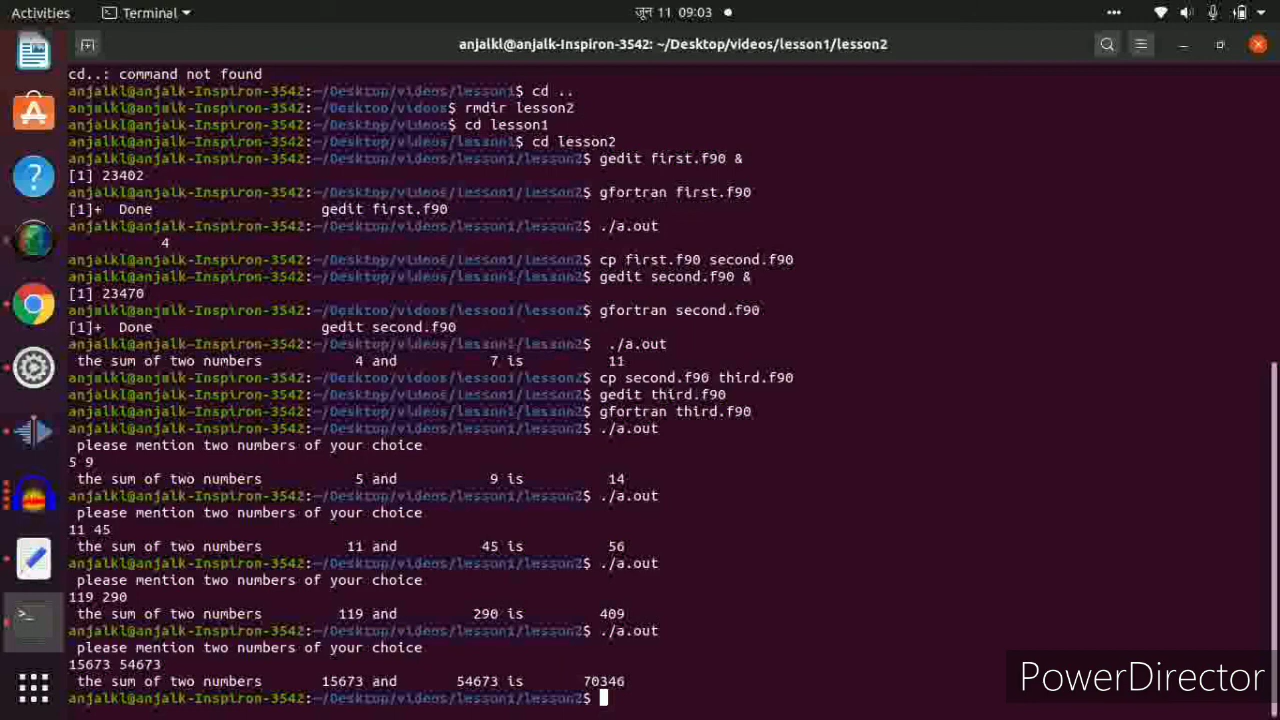 Activities Terminal जून 11 09:03
anjalkl@anjalk-Inspiron-3542: ~/Desktop/videos/lesson1/lesson2
cd..: command not found
anjalkl@anjalk-Inspiron-3542:~/Desktop/videos/lesson1$ cd ..
anjalkl@anjalk-Inspiron-3542:~/Desktop/videos$ rmdir lesson2
anjalkl@anjalk-Inspiron-3542:~/Desktop/videos$ cd lesson1
anjalkl@anjalk-Inspiron-3542:~/Desktop/videos/lesson1$ cd lesson2
anjalkl@anjalk-Inspiron-3542:~/Desktop/videos/lesson1/lesson2$ gedit first.f90 &
[1] 23402
anjalkl@anjalk-Inspiron-3542:~/Desktop/videos/lesson1/lesson2$ gfortran first.f90
[1]+ Done gedit first.f90
anjalkl@anjalk-Inspiron-3542:~/Desktop/videos/lesson1/lesson2$ ./a.out
4
anjalkl@anjalk-Inspiron-3542:~/Desktop/videos/lesson1/lesson2$ cp first.f90 second.f90
anjalkl@anjalk-Inspiron-3542:~/Desktop/videos/lesson1/lesson2$ gedit second.f90 &
[1] 23470
anjalkl@anjalk-Inspiron-3542:~/Desktop/videos/lesson1/lesson2$ gfortran second.f90
[1]+ Done gedit second.f90
anjalkl@anjalk-Inspiron-3542:~/Desktop/videos/lesson1/lesson2$ ./a.out
the sum of two numbers 4 and 7 is 11
anjalkl@anjalk-Inspiron-3542:~/Desktop/videos/lesson1/lesson2$ cp second.f90 third.f90
anjalkl@anjalk-Inspiron-3542:~/Desktop/videos/lesson1/lesson2$ gedit third.f90
anjalkl@anjalk-Inspiron-3542:~/Desktop/videos/lesson1/lesson2$ gfortran third.f90
anjalkl@anjalk-Inspiron-3542:~/Desktop/videos/lesson1/lesson2$ ./a.out
please mention two numbers of your choice
5 9
the sum of two numbers 5 and 9 is 14
anjalkl@anjalk-Inspiron-3542:~/Desktop/videos/lesson1/lesson2$ ./a.out
please mention two numbers of your choice
11 45
the sum of two numbers 11 and 45 is 56
anjalkl@anjalk-Inspiron-3542:~/Desktop/videos/lesson1/lesson2$ ./a.out
please mention two numbers of your choice
119 290
the sum of two numbers 119 and 290 is 409
anjalkl@anjalk-Inspiron-3542:~/Desktop/videos/lesson1/lesson2$ ./a.out
please mention two numbers of your choice
15673 54673
the sum of two numbers 15673 and 54673 is 70346
anjalkl@anjalk-Inspiron-3542:~/Desktop/videos/lesson1/lesson2$
PowerDirector